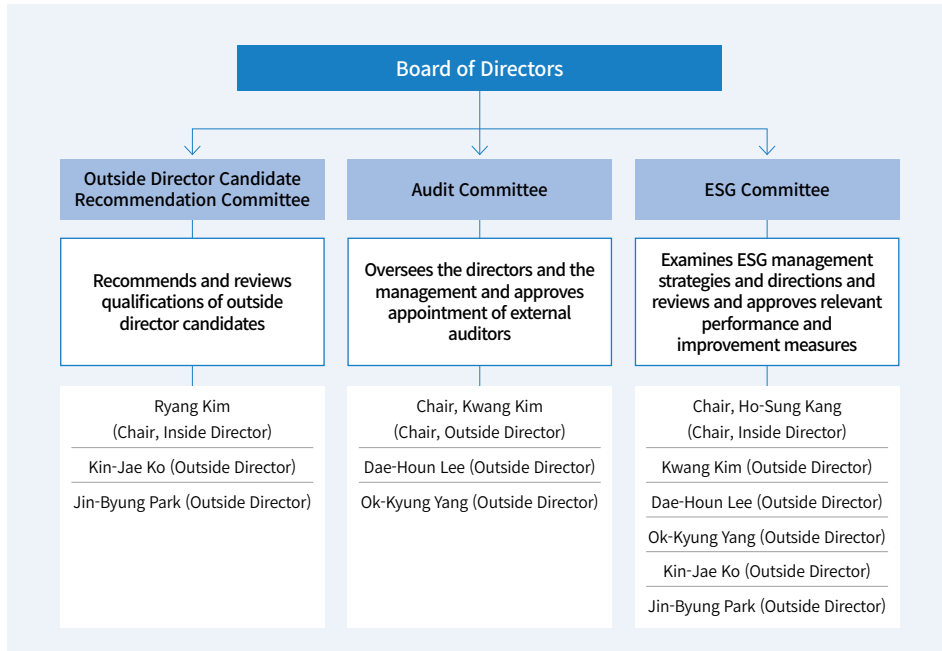 Board of Directors
Outside Director Candidate
Recommendation Committee
Recommends and reviews
qualifications of outside
director candidates
Ryang Kim
(Chair, Inside Director)
Kin-Jae Ko (Outside Director)
Jin-Byung Park (Outside Director)
Audit Committee
Oversees the directors and the
management and approves
appointment of external
auditors
Chair, Kwang Kim
(Chair, Outside Director)
Dae-Houn Lee (Outside Director)
Ok-Kyung Yang (Outside Director)
ESG Committee
Examines ESG management
strategies and directions and
reviews and approves relevant
performance and
improvement measures
Chair, Ho-Sung Kang
(Chair, Inside Director)
Kwang Kim (Outside Director)
Dae-Houn Lee (Outside Director)
Ok-Kyung Yang (Outside Director)
Kin-Jae Ko (Outside Director)
Jin-Byung Park (Outside Director)